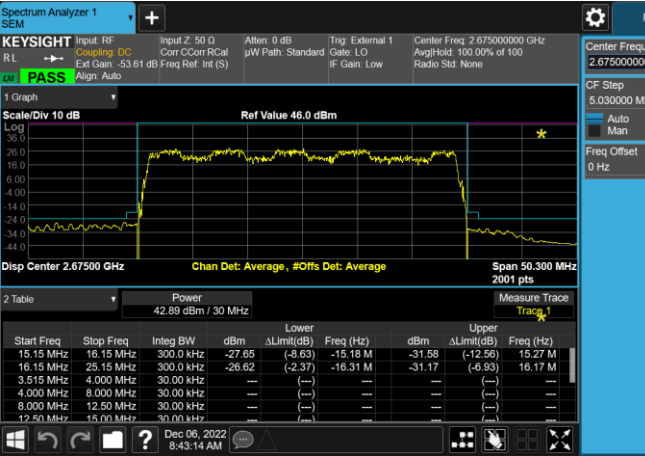 Spectrum Analyzer 1
SEM
KEYSIGHT Input: RF Input Z: 50 Ω Atten: 0 dB Trig: External 1 Center Freq: 2.675000000 GHz
RL Coupling: DC Corr CCorr RCal µW Path: Standard Gate: LO Avg|Hold: 100.00% of 100
Ext Gain: -53.61 dB Freq Ref: Int (S) IF Gain: Low Radio Std: None
LW PASS Align: Auto
1 Graph
Scale/Div 10 dB Ref Value 46.0 dBm
Log
36.0
26.0
16.0
6.00
-4.00
-14.0
-24.0
-34.0
-44.0
Disp Center 2.67500 GHz Chan Det: Average, #Offs Det: Average Span 50.300 MHz
2001 pts
2 Table Power Measure Trace
42.89 dBm / 30 MHz Trace 1
Lower Upper
Start Freq Stop Freq Integ BW dBm ΔLimit(dB) Freq (Hz) dBm ΔLimit(dB) Freq (Hz)
15.15 MHz 16.15 MHz 300.0 kHz -27.65 (-8.63) -15.18 M -31.58 (-12.56) 15.27 M
16.15 MHz 25.15 MHz 300.0 kHz -26.62 (-2.37) -16.31 M -31.17 (-6.93) 16.17 M
3.515 MHz 4.000 MHz 30.00 kHz --- (---) --- --- (---) ---
4.000 MHz 8.000 MHz 30.00 kHz --- (---) --- --- (---) ---
8.000 MHz 12.50 MHz 30.00 kHz --- (---) --- --- (---) ---
12.50 MHz 15.00 MHz 30.00 kHz --- (---) --- --- (---) ---
? Dec 06, 2022
8:43:14 AM
Center Frequ
2.67500000
CF Step
5.030000 M
Auto
Man
Freq Offset
0 Hz